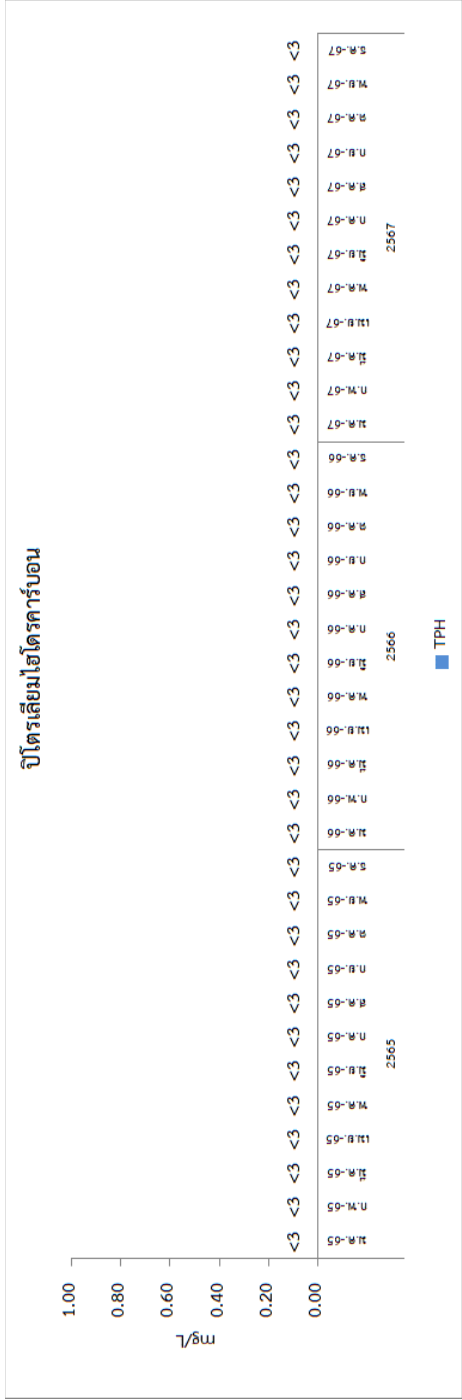 ปิโตรเลียมไฮโดรคาร์บอน
mg/L
1.00
0.80
0.60
0.40
0.20
0.00
<3 <3 <3 <3 <3 <3 <3 <3 <3 <3 <3 <3 <3 <3 <3 <3 <3 <3 <3 <3 <3 <3 <3 <3 <3 <3 <3 <3 <3 <3 <3 <3 <3 <3 <3 <3
ม.ค.-65 ก.พ.-65 มี.ค.-65 เม.ย.-65 พ.ค.-65 มิ.ย.-65 ก.ค.-65 ส.ค.-65 ก.ย.-65 ต.ค.-65 พ.ย.-65 ธ.ค.-65 ม.ค.-66 ก.พ.-66 มี.ค.-66 เม.ย.-66 พ.ค.-66 มิ.ย.-66 ก.ค.-66 ส.ค.-66 ก.ย.-66 ต.ค.-66 พ.ย.-66 ธ.ค.-66 ม.ค.-67 ก.พ.-67 มี.ค.-67 เม.ย.-67 พ.ค.-67 มิ.ย.-67 ก.ค.-67 ส.ค.-67 ก.ย.-67 ต.ค.-67 พ.ย.-67 ธ.ค.-67
2565 2566 2567
TPH